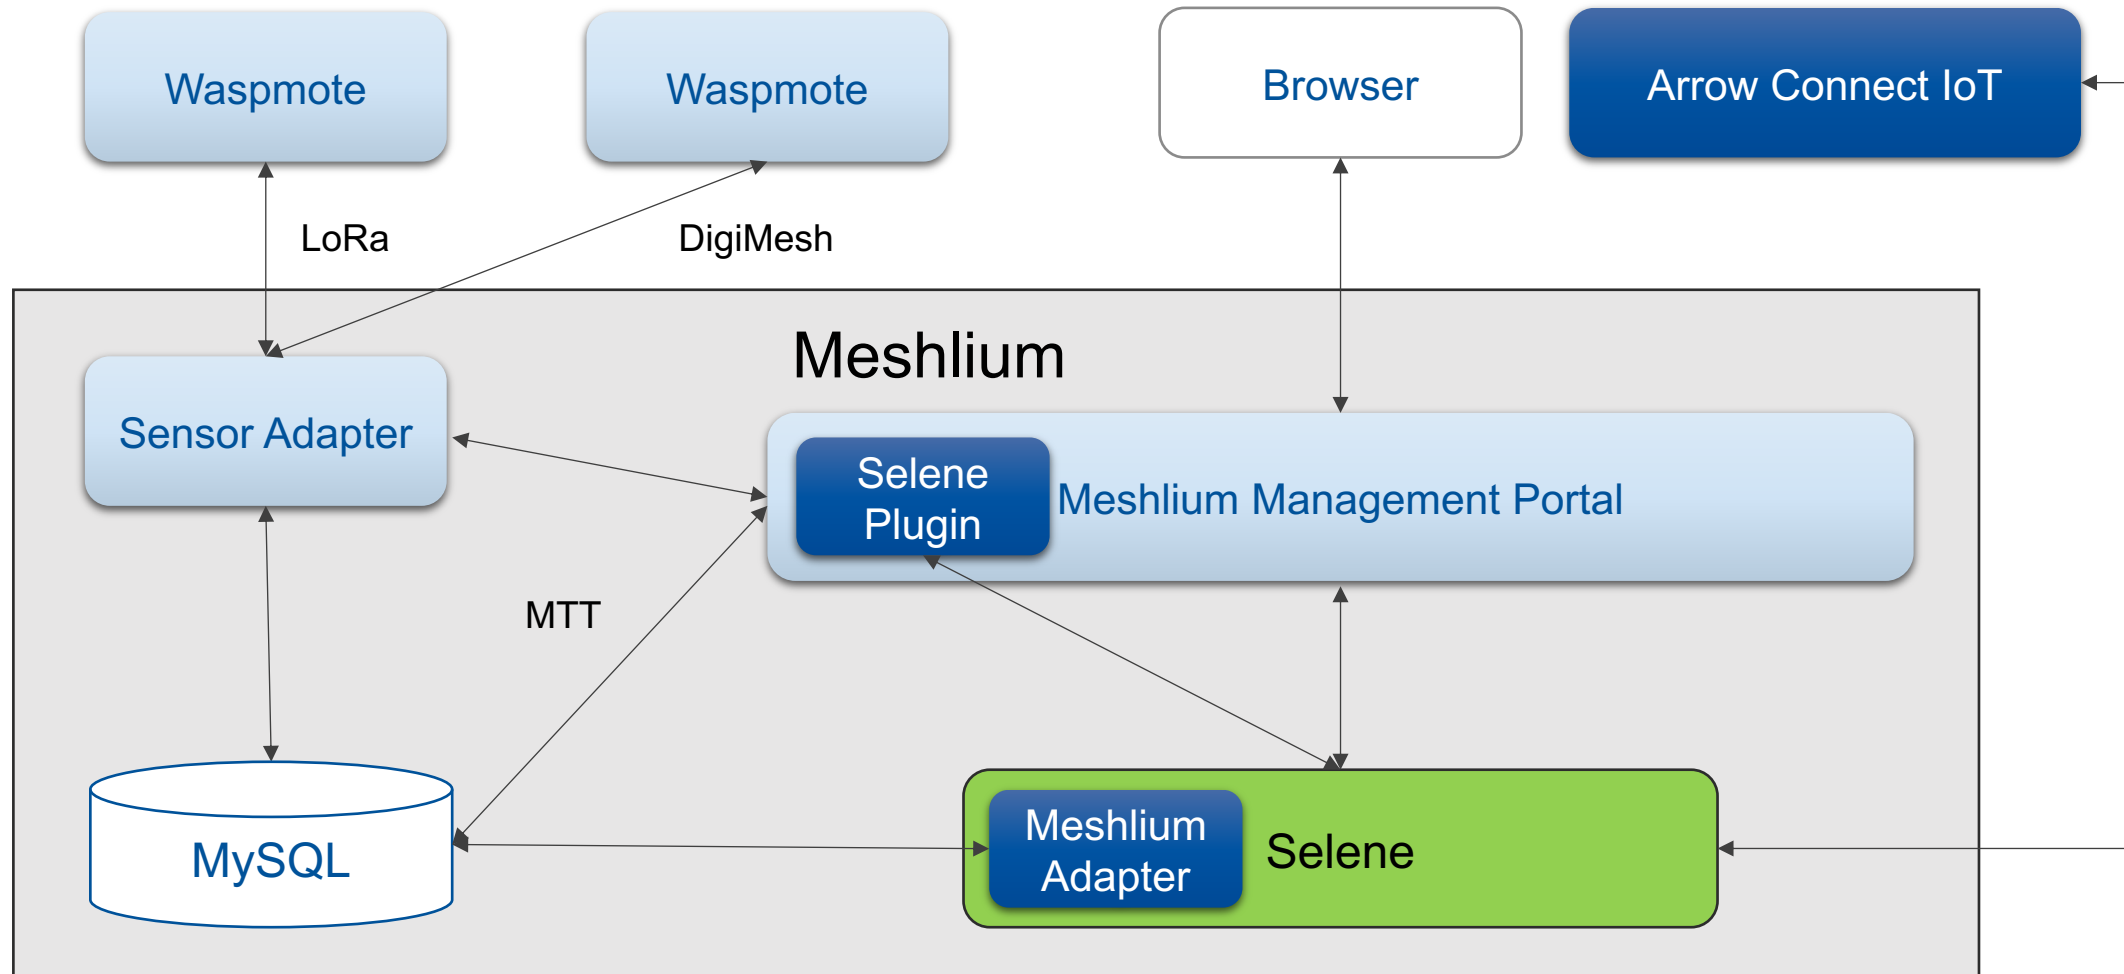 Waspmote
Waspmote
Browser
Arrow Connect IoT
LoRa
DigiMesh
Meshlium
Sensor Adapter
Selene
Plugin
Meshlium Management Portal
MTT
MySQL
Meshlium
Adapter
Selene